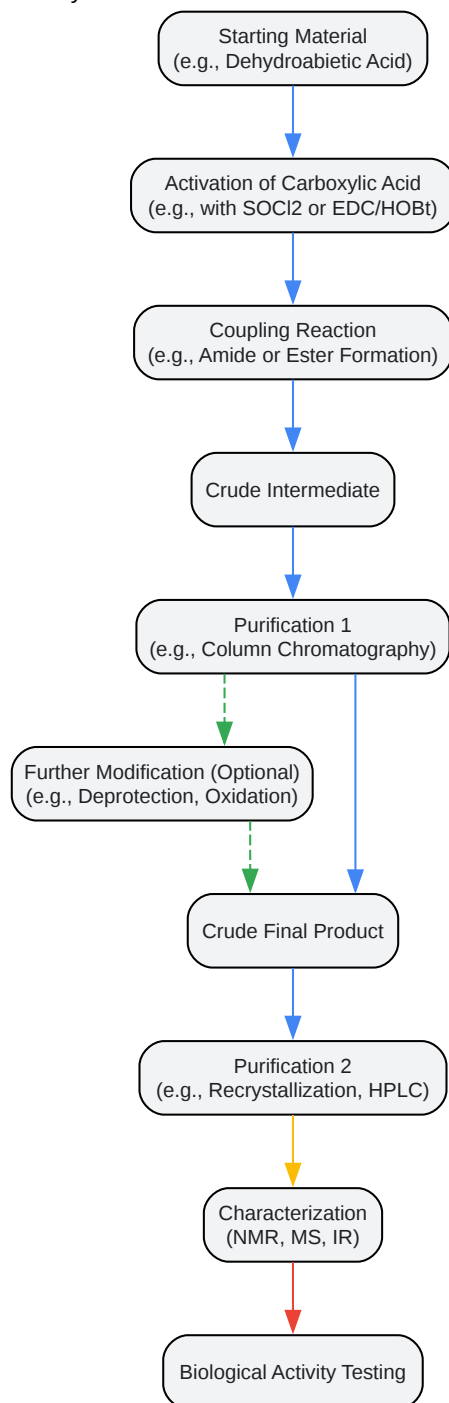 Starting Material
(e.g., Dehydroabietic Acid)
Activation of Carboxylic Acid
(e.g., with SOCl2 or EDC/HOBt)
Coupling Reaction
(e.g., Amide or Ester Formation)
Crude Intermediate
Purification 1
(e.g., Column Chromatography)
Further Modification (Optional)
(e.g., Deprotection, Oxidation)
Crude Final Product
Purification 2
(e.g., Recrystallization, HPLC)
Characterization
(NMR, MS, IR)
Biological Activity Testing